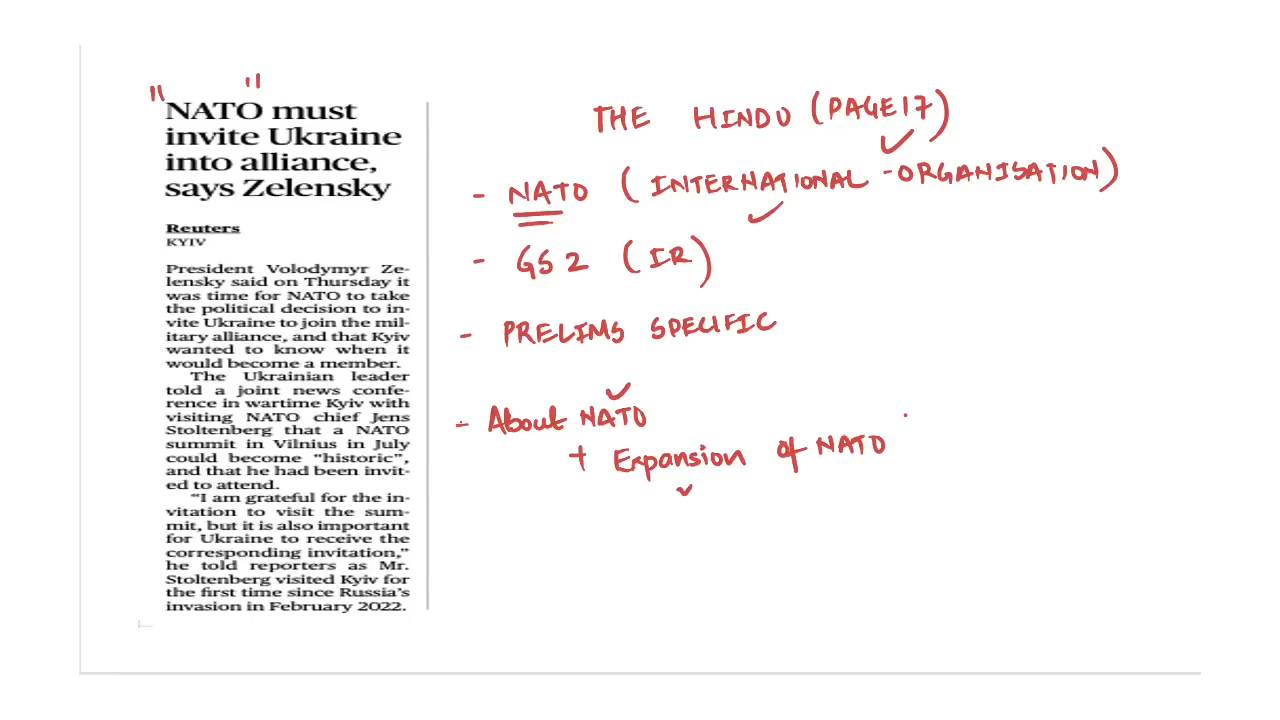 NATO must
invite Ukraine
into alliance,
says Zelensky
Reuters
KYIV
President Volodymyr Ze-
lensky said on Thursday it
was time for NATO to take
the political decision to in-
vite Ukraine to join the mil-
itary alliance, and that Kyiv
wanted to know when it
would become a member.
The Ukrainian leader
told a joint news confe-
rence in wartime Kyiv with
visiting NATO chief Jens
Stoltenberg that a NATO
summit in Vilnius in July
could become “historic”,
and that he had been invit-
ed to attend.
“I am grateful for the in-
vitation to visit the sum-
mit, but it is also important
for Ukraine to receive the
corresponding invitation,”
he told reporters as Mr.
Stoltenberg visited Kyiv for
the first time since Russia’s
invasion in February 2022.
THE HINDU (PAGE 17)
- NATO (INTERNATIONAL - ORGANISATION)
- GS 2 (IR)
- PRELIMS SPECIFIC
- About NATO
+ Expansion of NATO